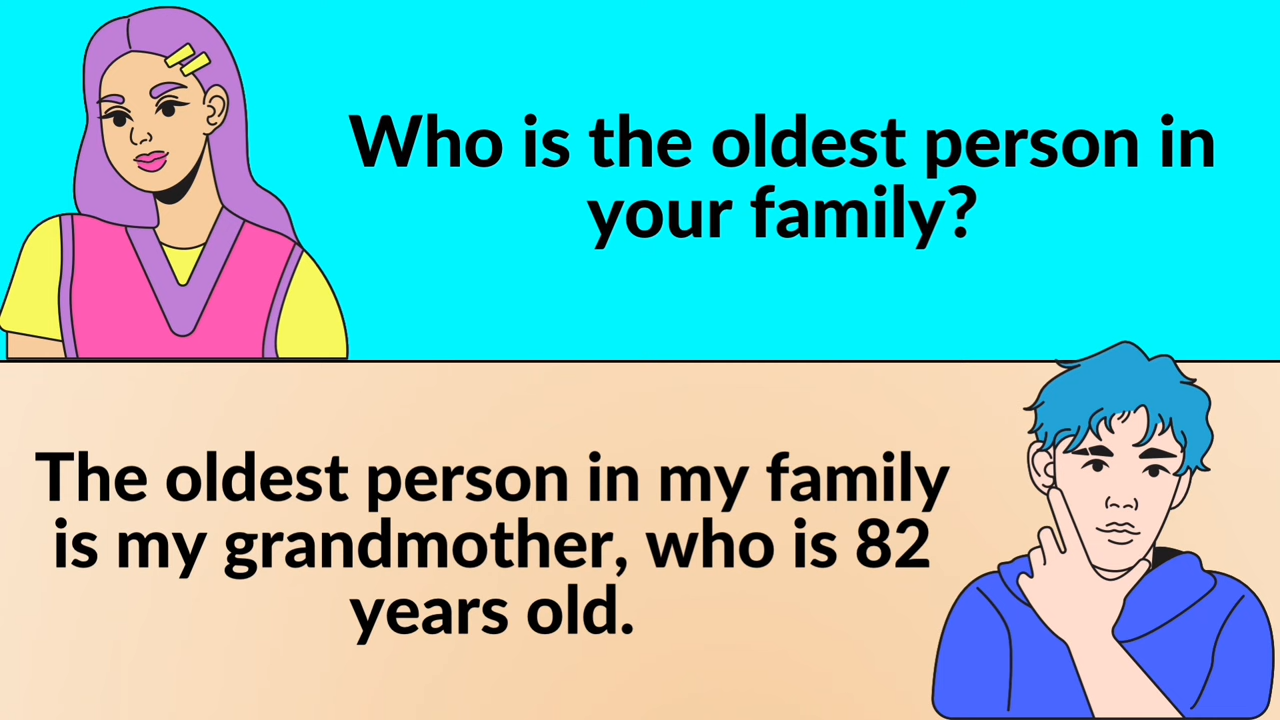 Who is the oldest person in
your family?
The oldest person in my family
is my grandmother, who is 82
years old.